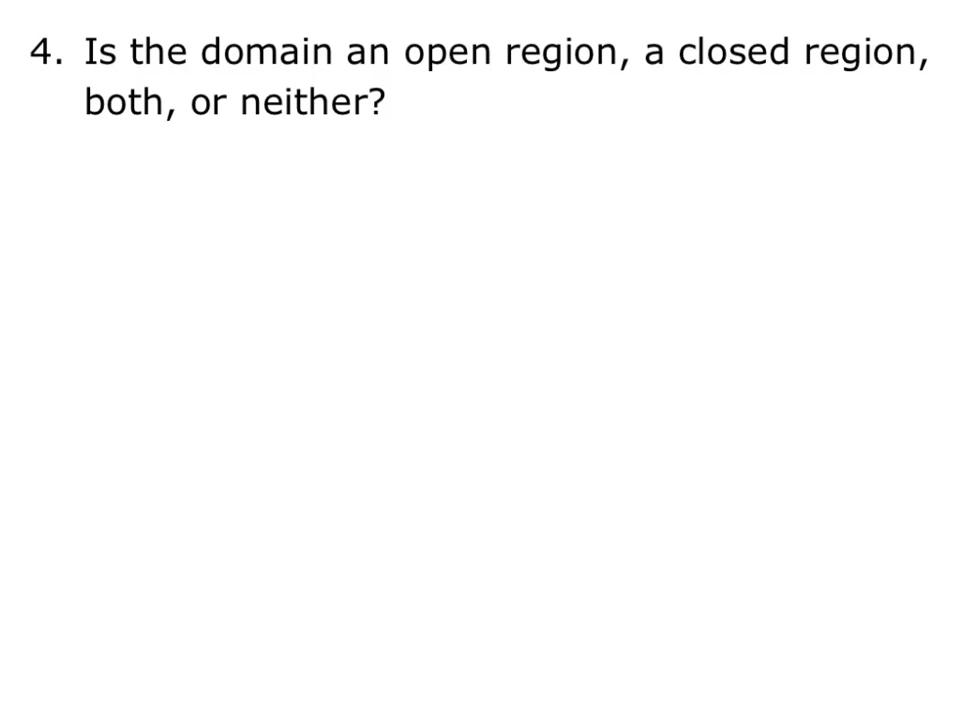 4. Is the domain an open region, a closed region,
both, or neither?